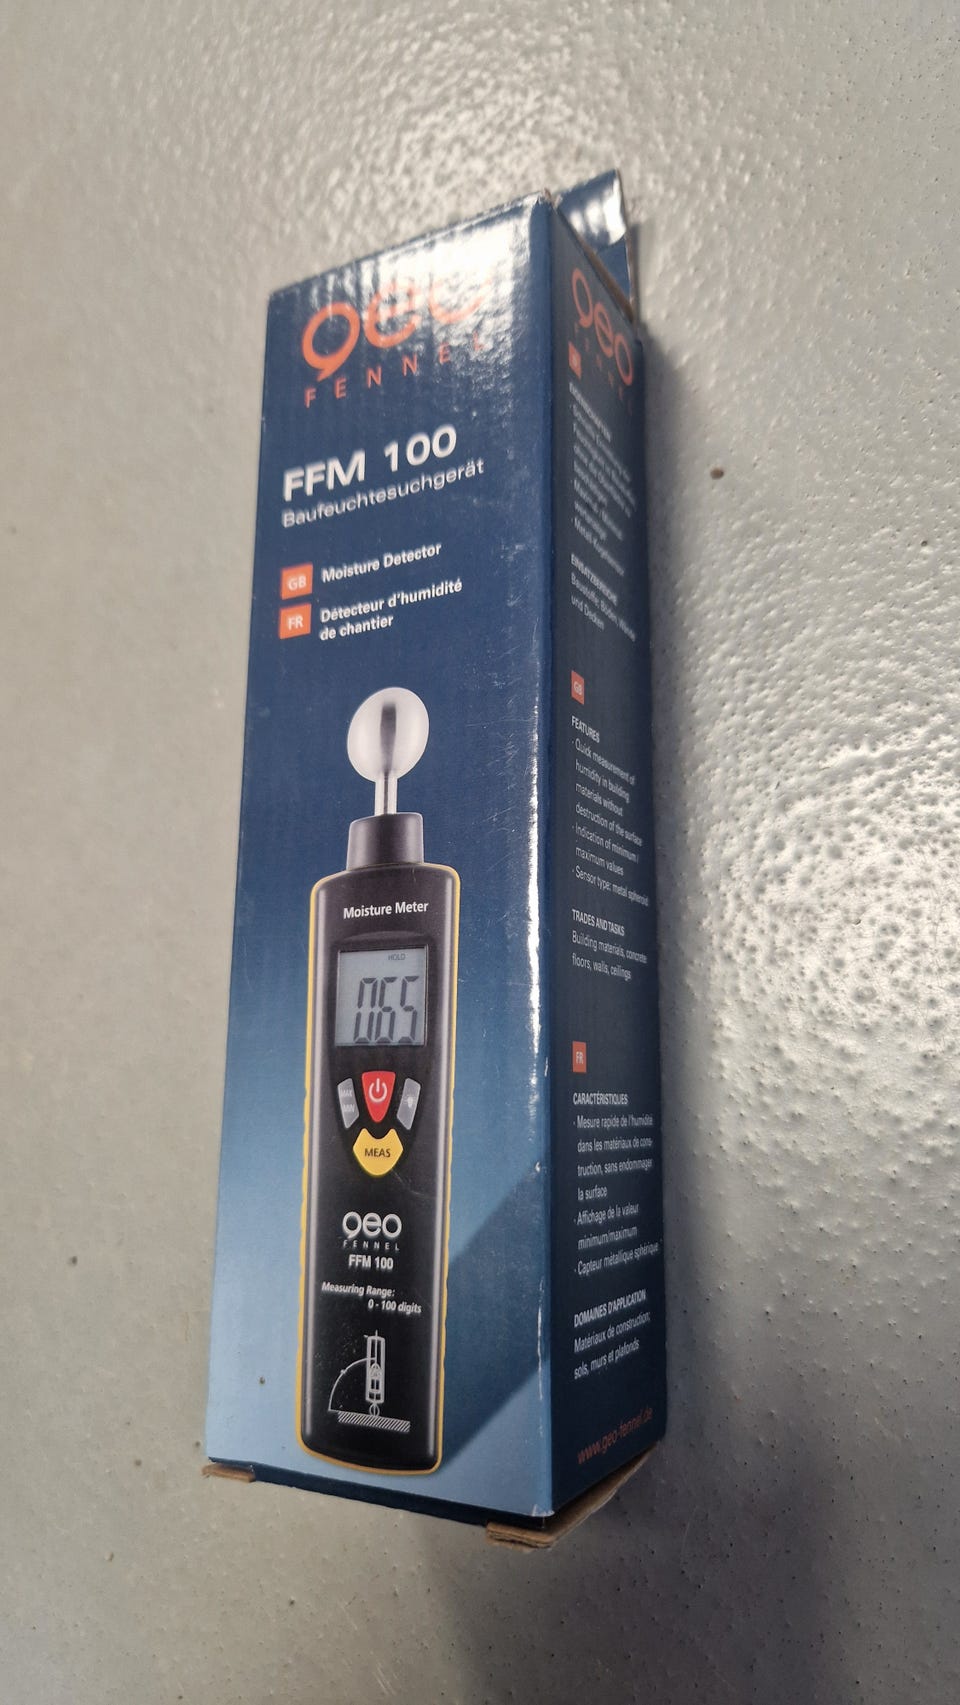 geo
FENNEL
FFM 100
Baufeuchtesuchgerät
GB
Moisture Detector
FR
Détecteur d'humidité
de chantier
Moisture Meter
HOLD
065
MAX
MIN
MEAS
geo
FENNEL
FFM 100
Measuring Range:
0 - 100 digits
geo
FENNEL
EINSATZBEREICHE
Baustoffe, Böden, Wände
und Decken
GB
FEATURES
· Quick measurement of
humidity in building
materials without
destruction of the surface
· Indication of minimum/
maximum values
· Sensor type: metal spheroid
TRADES AND TASKS
Building materials, concrete
floors, walls, ceilings
FR
CARACTÉRISTIQUES
· Mesure rapide de l'humidité
dans les matériaux de cons-
truction, sans endommager
la surface
· Affichage de la valeur
minimum/maximum
· Capteur métallique sphérique
DOMAINES D'APPLICATION
Matériaux de construction,
sols, murs et plafonds
www.geo-fennel.de